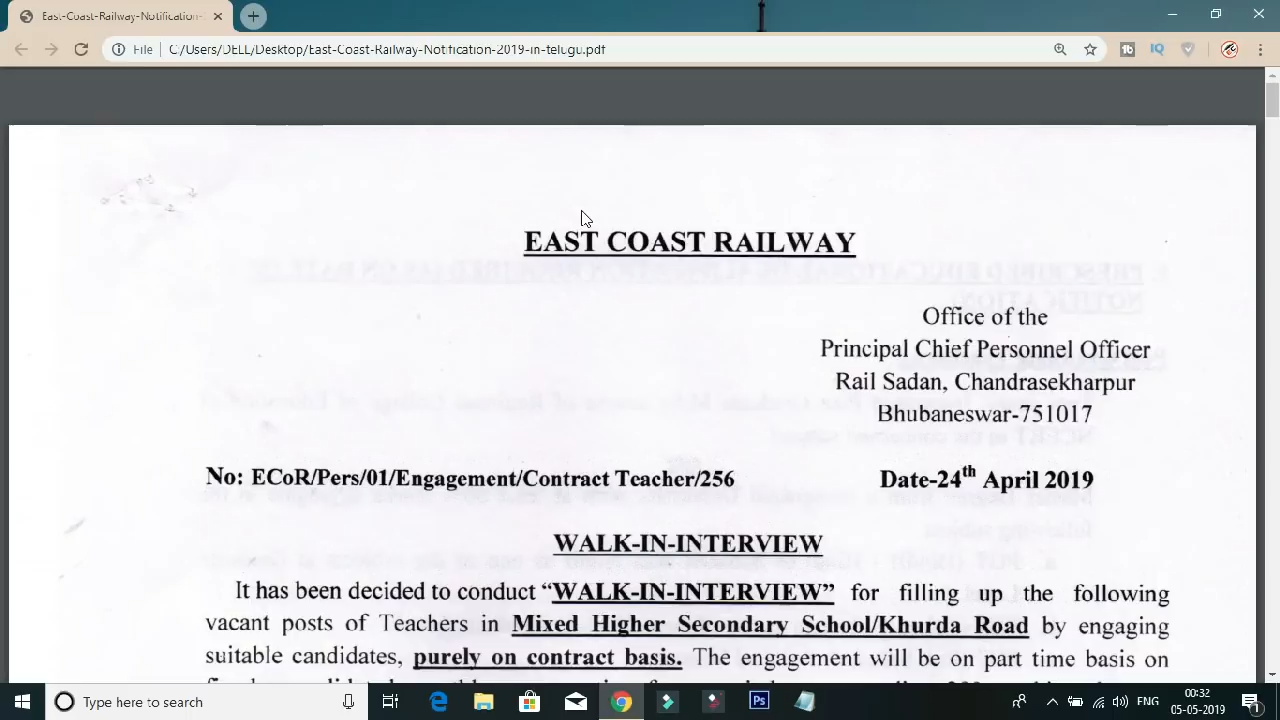 East-Coast-Railway-Notification-
File C:/Users/DELL/Desktop/East-Coast-Railway-Notification-2019-in-telugu.pdf
EAST COAST RAILWAY
Office of the
Principal Chief Personnel Officer
Rail Sadan, Chandrasekharpur
Bhubaneswar-751017
No: ECoR/Pers/01/Engagement/Contract Teacher/256 Date-24th April 2019
WALK-IN-INTERVIEW
It has been decided to conduct “WALK-IN-INTERVIEW” for filling up the following
vacant posts of Teachers in Mixed Higher Secondary School/Khurda Road by engaging
suitable candidates, purely on contract basis. The engagement will be on part time basis on
Type here to search
Ps
ENG
00:32
05-05-2019
1